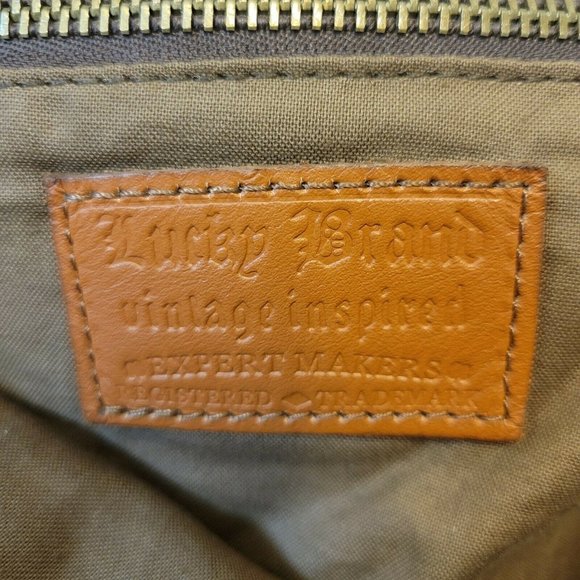 Lucky Brand
vintage inspired
EXPERT MAKERS
REGISTERED TRADEMARK